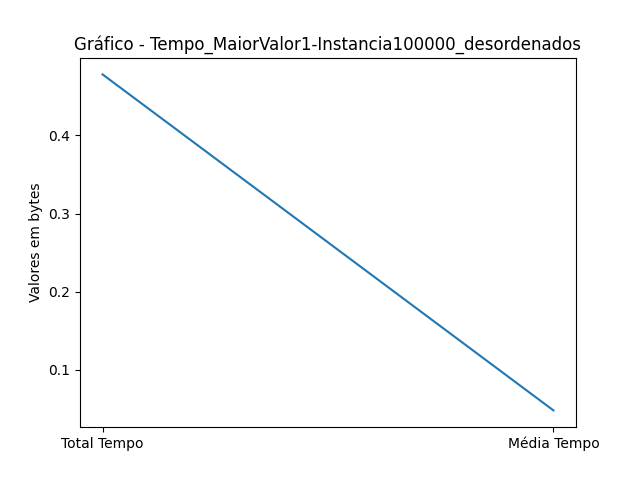 Gráfico - Tempo_MaiorValor1-Instancia100000_desordenados
Valores em bytes
0.4
0.3
0.2
0.1
Total Tempo
Média Tempo